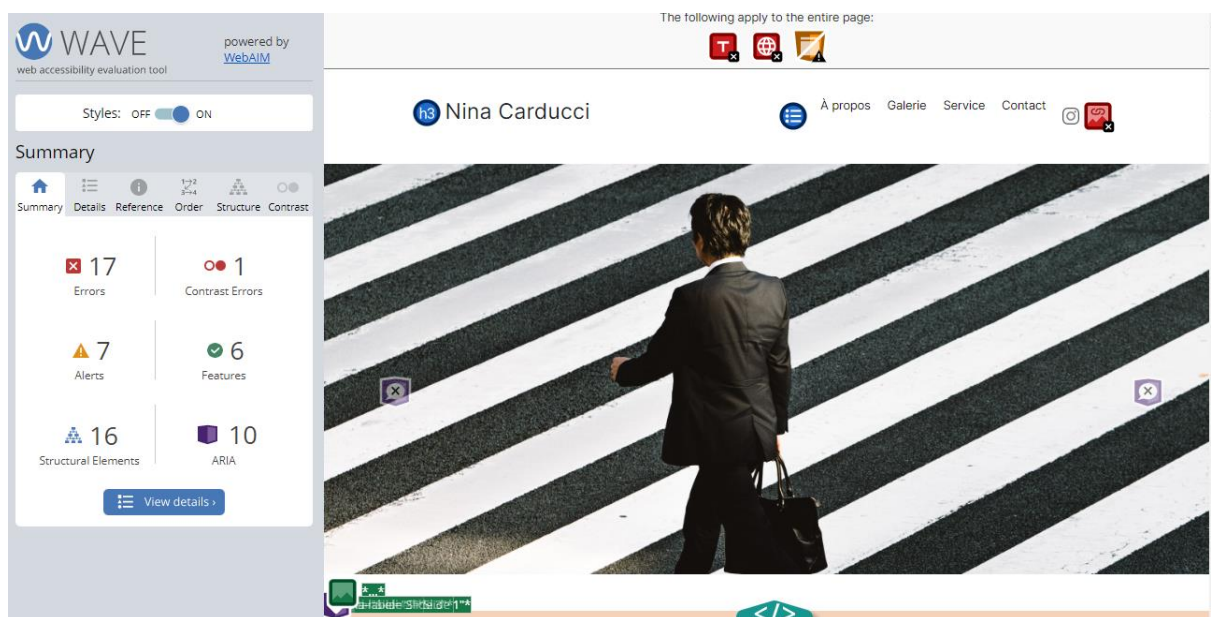 WAVE
web accessibility evaluation tool
powered by
WebAIM
Styles: OFF ON
Summary
Summary Details Reference Order Structure Contrast
17
Errors
1
Contrast Errors
7
Alerts
6
Features
16
Structural Elements
10
ARIA
View details ›
The following apply to the entire page:
h3 Nina Carducci
À propos Galerie Service Contact
*...*
</>